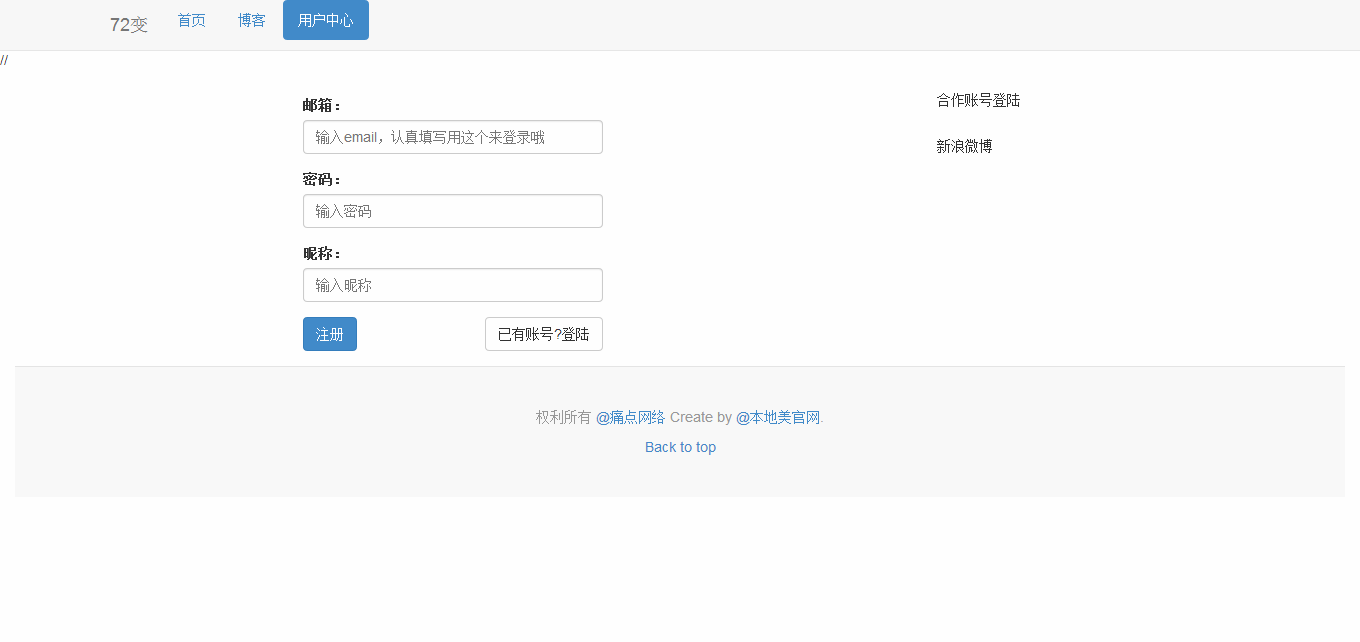 72变 首页 博客 用户中心
//
邮箱：
输入email，认真填写用这个来登录哦
密码：
输入密码
昵称：
输入昵称
注册 已有账号?登陆
合作账号登陆
新浪微博
权利所有 @痛点网络 Create by @本地美官网.
Back to top